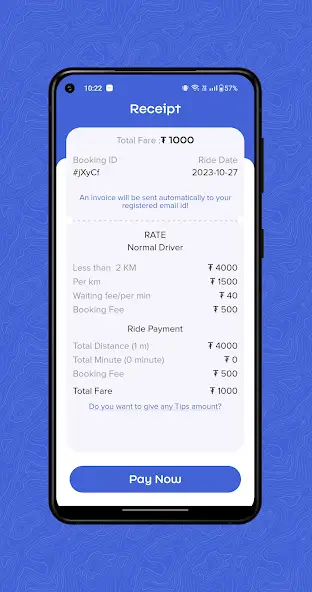 10:22
57%
Receipt
Total Fare : ₮ 1000
Booking ID Ride Date
#jXyCf 2023-10-27
An invoice will be sent automatically to your
registered email id!
RATE
Normal Driver
Less than 2 KM ₮ 4000
Per km ₮ 1500
Waiting fee/per min ₮ 40
Booking Fee ₮ 500
Ride Payment
Total Distance (1 m) ₮ 4000
Total Minute (0 minute) ₮ 0
Booking Fee ₮ 500
Total Fare ₮ 1000
Do you want to give any Tips amount?
Pay Now